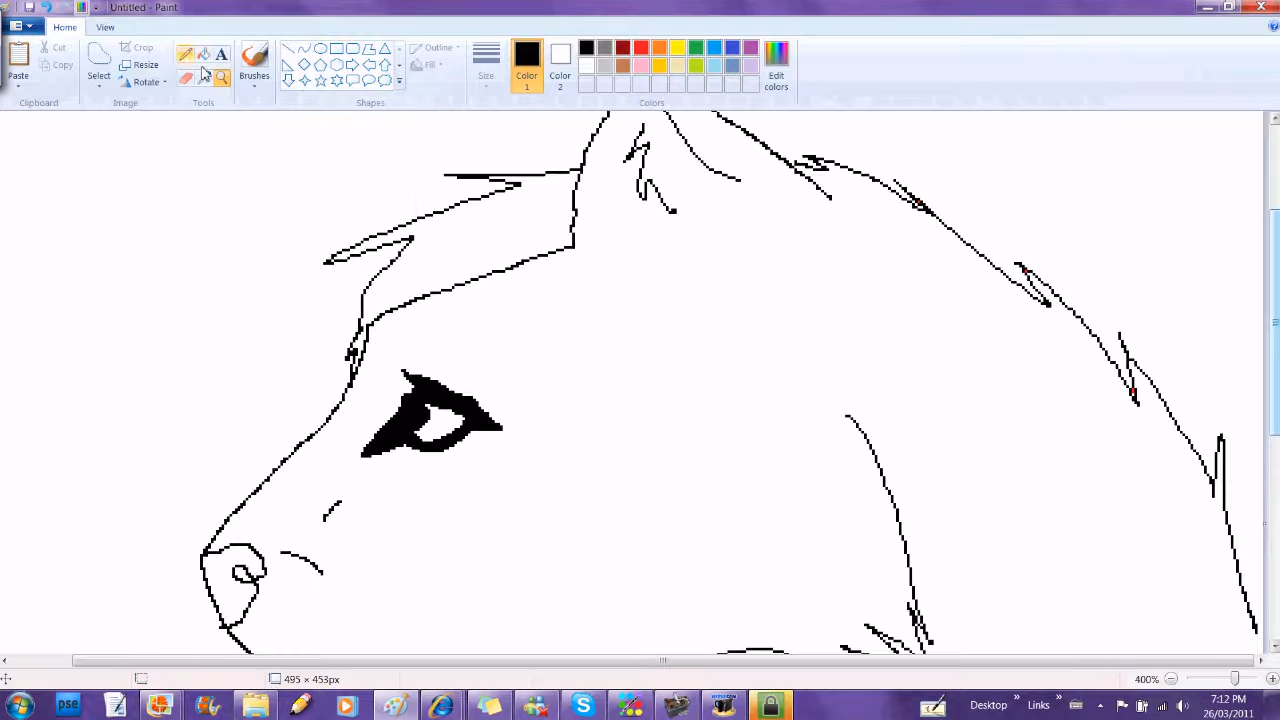 Untitled - Paint
Home View
Paste
Cut
Copy
Clipboard
Select
Crop
Resize
Rotate
Image
A
Tools
Brushes
Outline
Fill
Shapes
Size
Color 1
Color 2
Edit colors
Colors
495 × 453px
400%
pse
Desktop » Links »
7:12 PM
26/03/2011